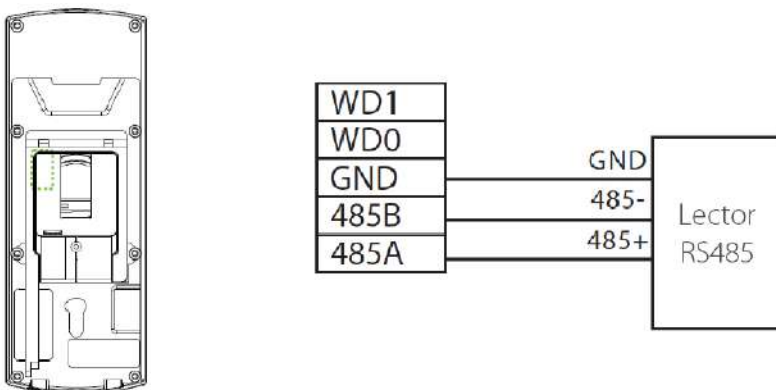 WD1
WD0
GND
485B
485A
GND
485-
485+
Lector
RS485